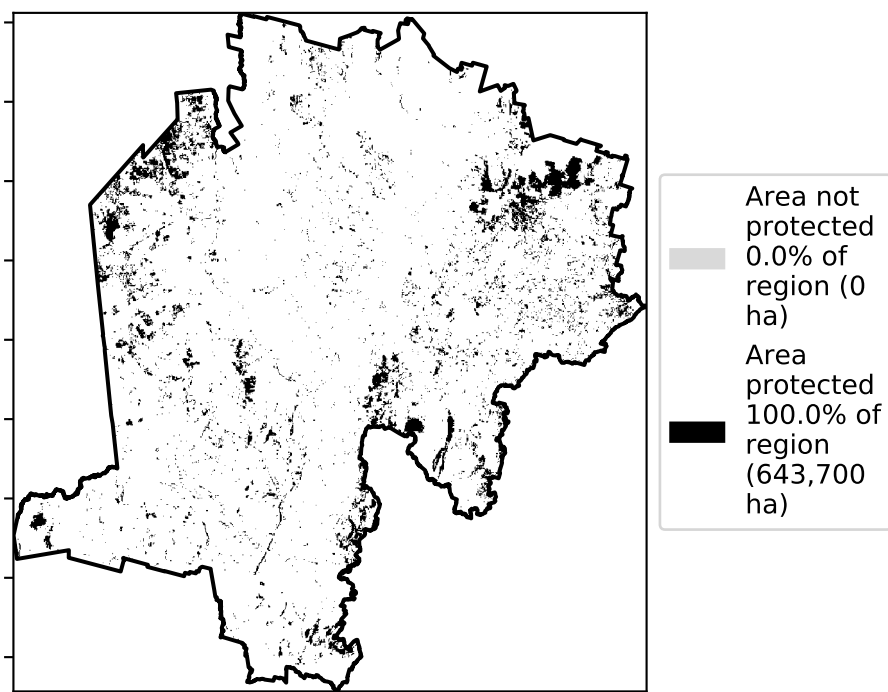 Area not
protected
0.0% of
region (0
ha)
Area
protected
100.0% of
region
(643,700
ha)